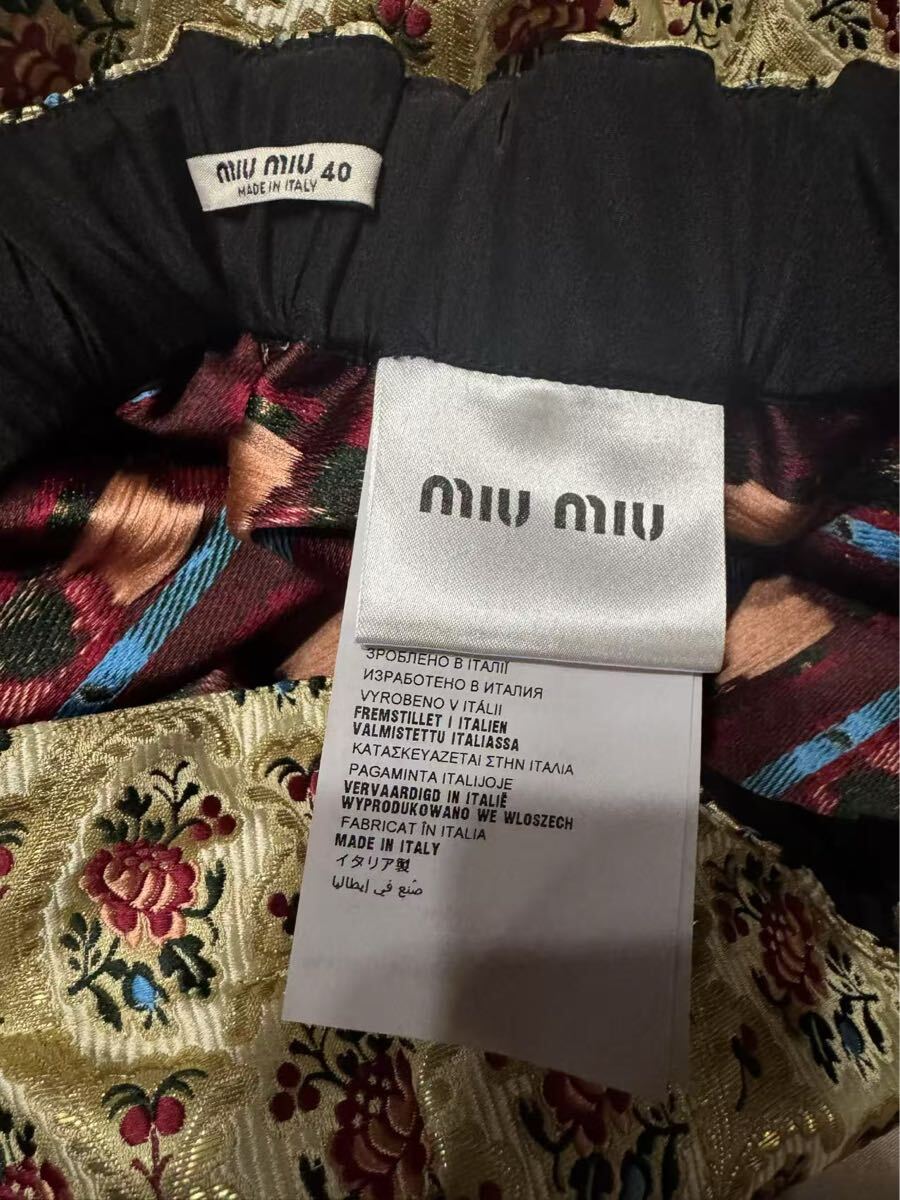 MIU MIU 40
MADE IN ITALY
MIU MIU
ЗРОБЛЕНО В ІТАЛІЇ
ИЗРАБОТЕНО В ИТАЛИЯ
VYROBENO V ITÁLII
FREMSTILLET I ITALIEN
VALMISTETTU ITALIASSA
ΚΑΤΑΣΚΕΥΑΖΕΤΑΙ ΣΤΗΝ ΙΤΑΛΙΑ
PAGAMINTA ITALIJOJE
VERVAARDIGD IN ITALIË
WYPRODUKOWANO WE WLOSZECH
FABRICAT ÎN ITALIA
MADE IN ITALY
イタリア製
صنع في إيطاليا